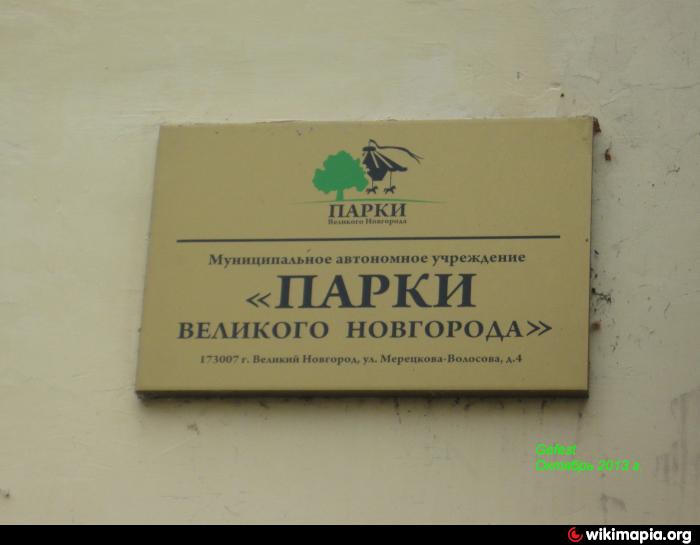 ПАРКИ
Великого Новгорода
Муниципальное автономное учреждение
«ПАРКИ
ВЕЛИКОГО НОВГОРОДА»
173007 г. Великий Новгород, ул. Мерецкова-Волосова, д.4
Gefest
Октябрь 2013 г
wikimapia.org